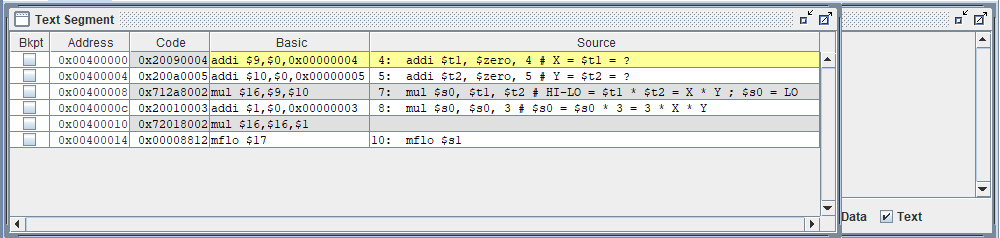 Text Segment
Bkpt Address Code Basic Source
0x00400000 0x20090004 addi $9,$0,0x00000004 4: addi $t1, $zero, 4 # X = $t1 = ?
0x00400004 0x200a0005 addi $10,$0,0x00000005 5: addi $t2, $zero, 5 # Y = $t2 = ?
0x00400008 0x712a8002 mul $16,$9,$10 7: mul $s0, $t1, $t2 # HI-LO = $t1 * $t2 = X * Y ; $s0 = LO
0x0040000c 0x20010003 addi $1,$0,0x00000003 8: mul $s0, $s0, 3 # $s0 = $s0 * 3 = 3 * X * Y
0x00400010 0x72018002 mul $16,$16,$1
0x00400014 0x00008812 mflo $17 10: mflo $s1
Data Text